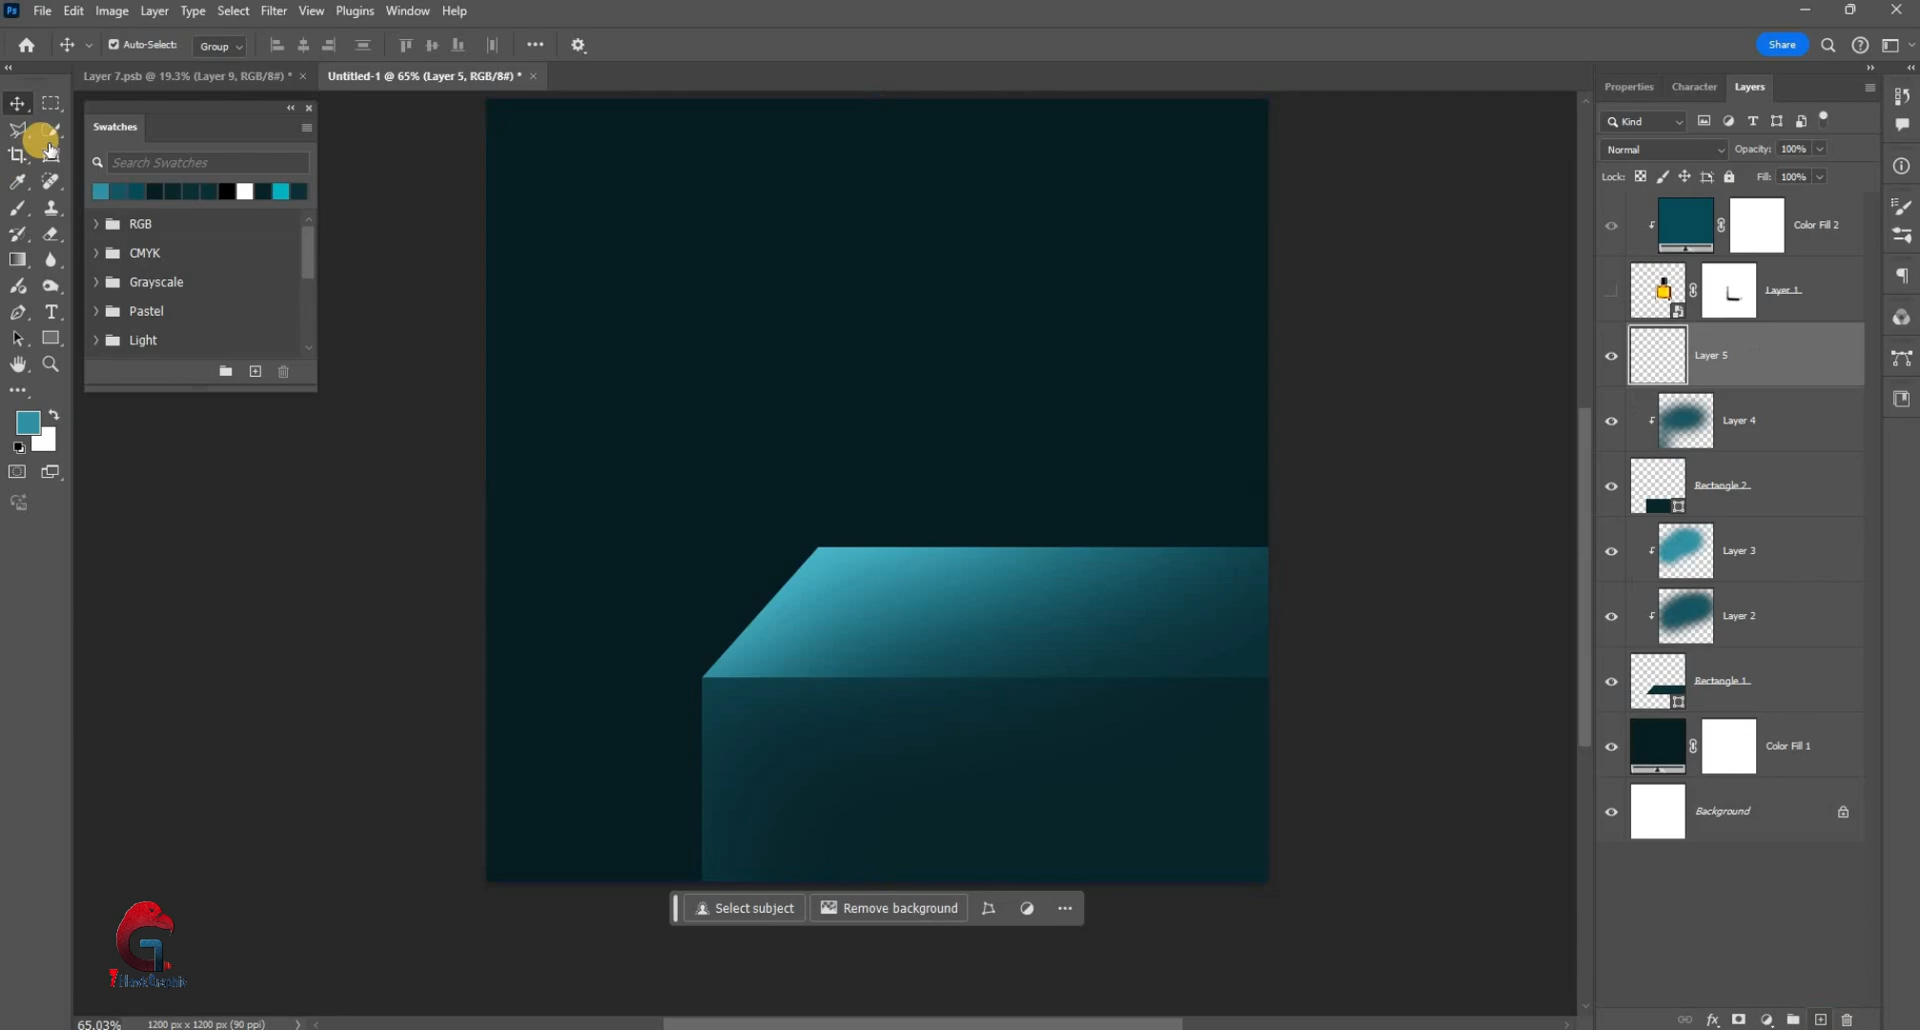 Ps File Edit Image Layer Type Select Filter View Plugins Window Help
Auto-Select: Group Share
Layer 7.psb @ 19.3% (Layer 9, RGB/8#) * Untitled-1 @ 65% (Layer 5, RGB/8#) *
Swatches
Search Swatches
RGB
CMYK
Grayscale
Pastel
Light
Select subject Remove background
65.03% 1200 px x 1200 px (90 ppi)
Properties Character Layers
Kind
Normal Opacity: 100%
Lock: Fill: 100%
Color Fill 2
Layer 1
Layer 5
Layer 4
Rectangle 2
Layer 3
Layer 2
Rectangle 1
Color Fill 1
Background